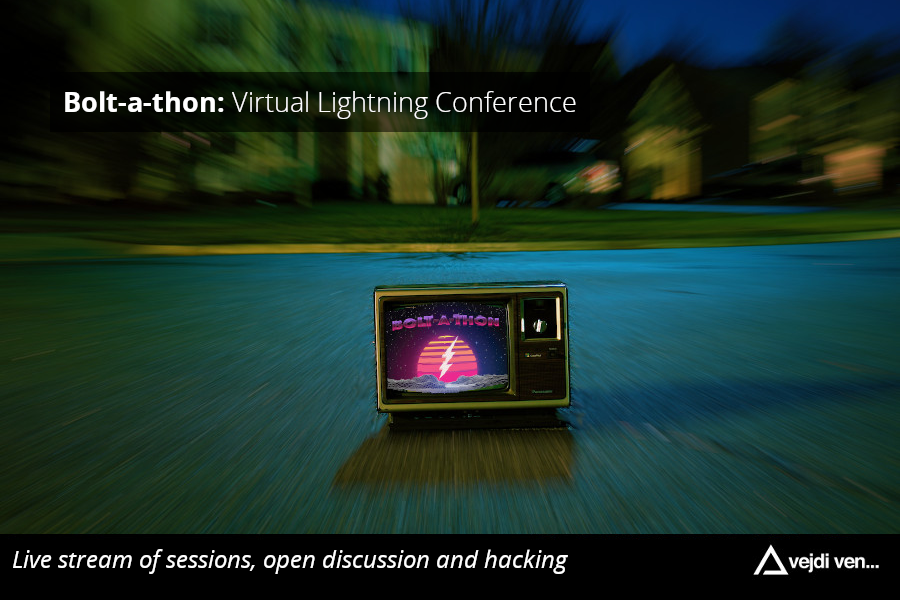 Bolt-a-thon: Virtual Lightning Conference
BOLT-A-THON
Live stream of sessions, open discussion and hacking
vejdi ven...